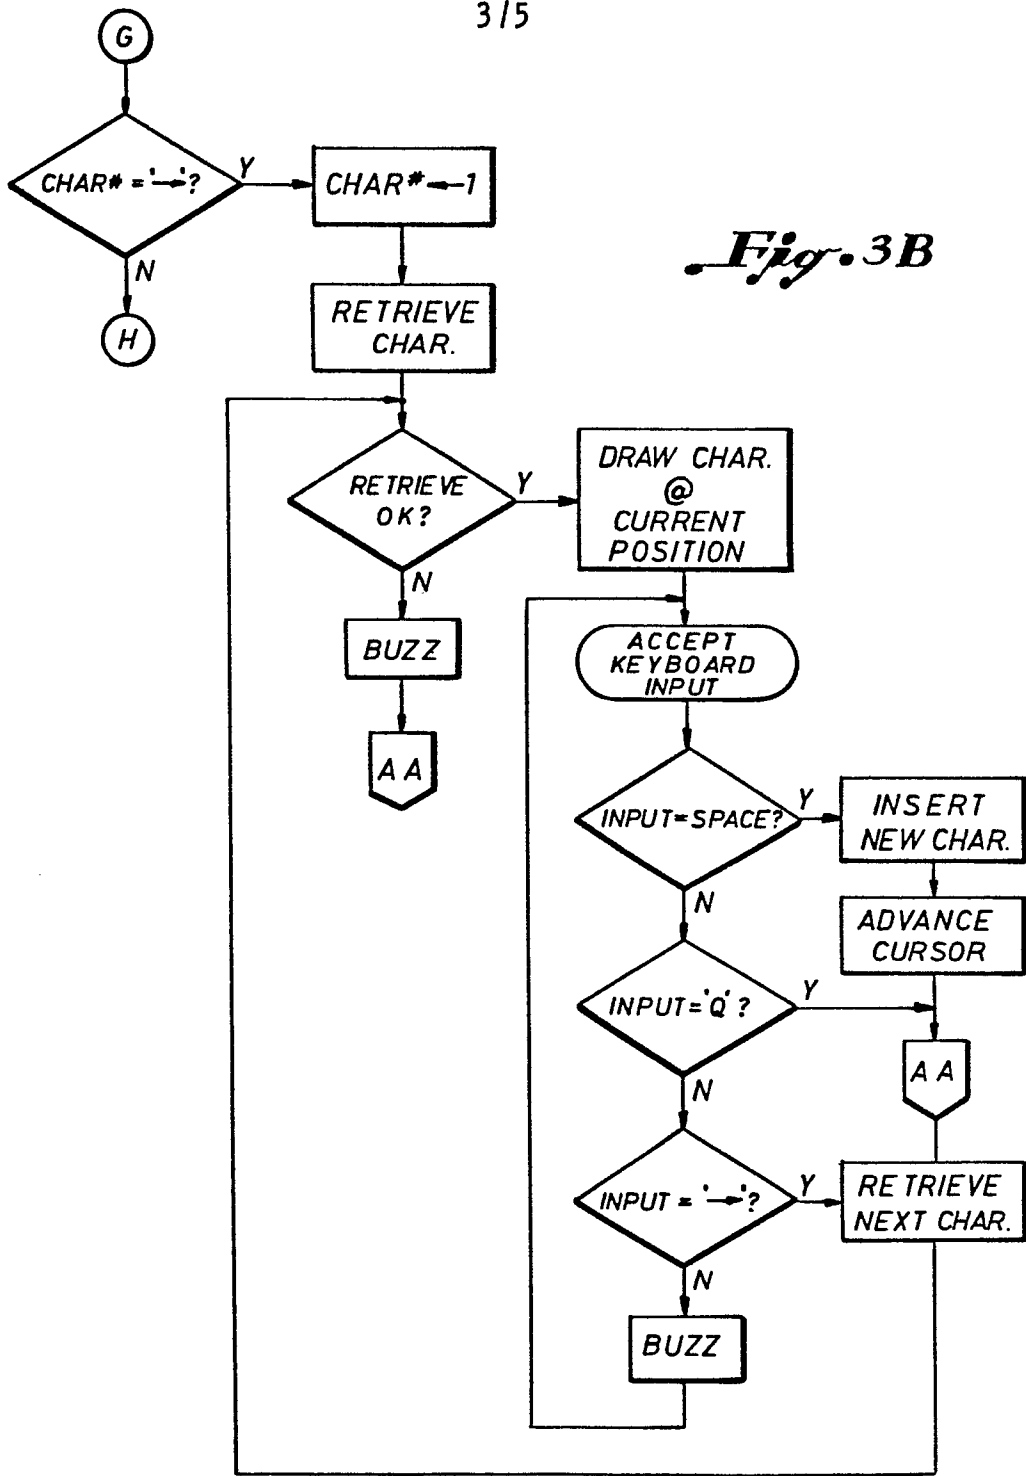 3/5
G
CHAR# = '→'?
Y
CHAR# ← 1
N
H
Fig. 3B
RETRIEVE
CHAR.
RETRIEVE
OK?
Y
DRAW CHAR.
@
CURRENT
POSITION
N
BUZZ
AA
ACCEPT
KEYBOARD
INPUT
INPUT=SPACE?
Y
INSERT
NEW CHAR.
N
ADVANCE
CURSOR
INPUT='Q'?
Y
AA
N
INPUT = '→'?
Y
RETRIEVE
NEXT CHAR.
N
BUZZ